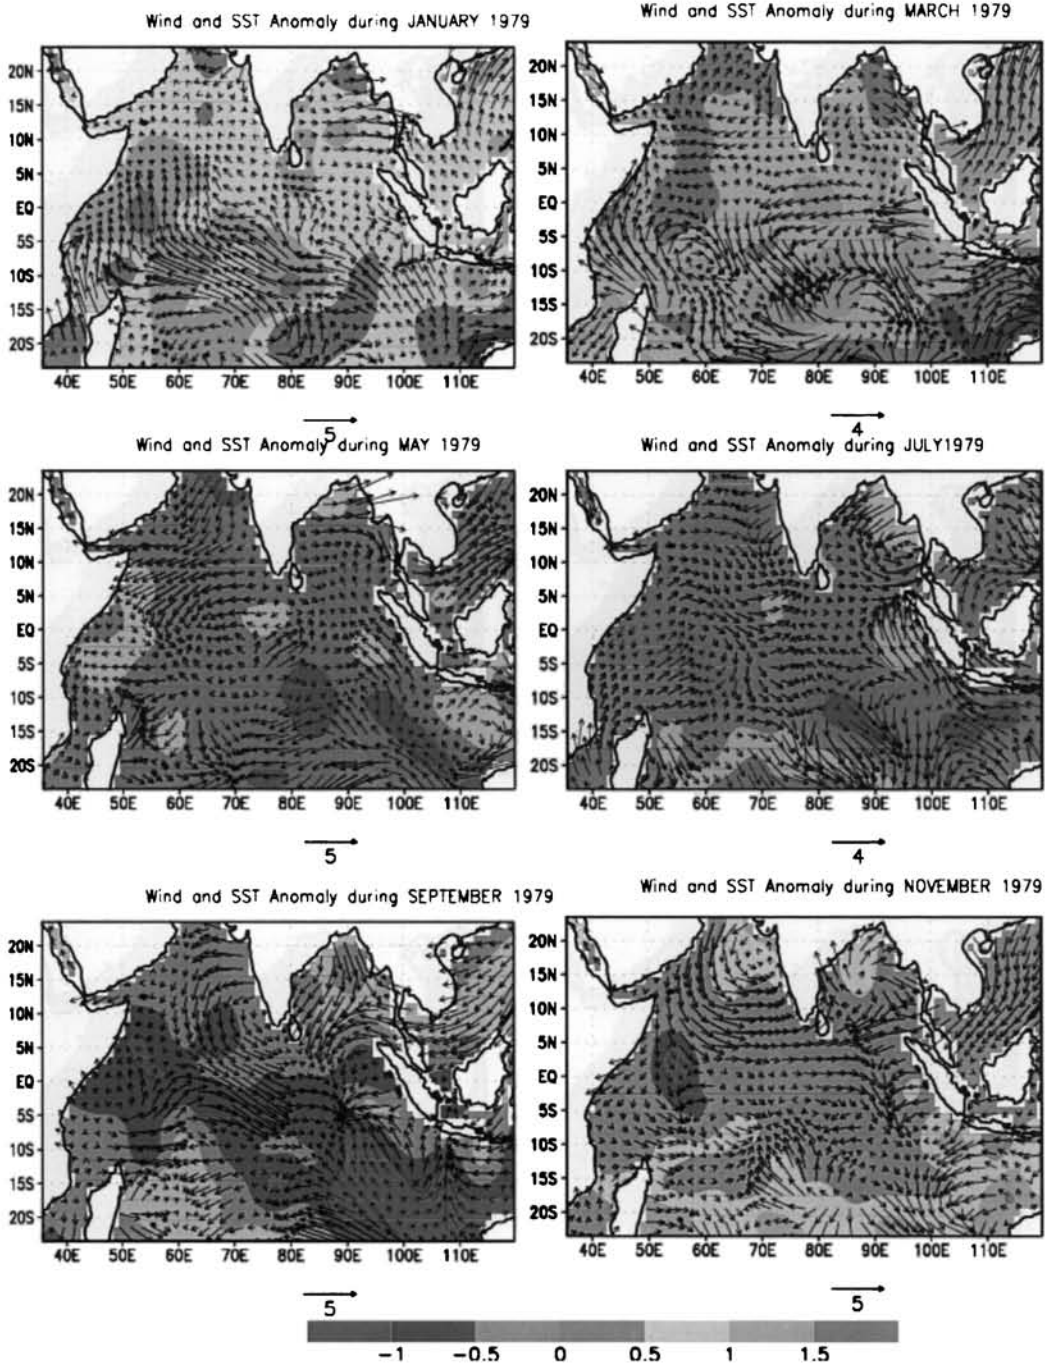 Wind and SST Anomaly during JANUARY 1979
20N
15N
10N
5N
EQ
5S
10S
15S
20S
40E 50E 60E 70E 80E 90E 100E 110E
5
Wind and SST Anomaly during MARCH 1979
20N
15N
10N
5N
EQ
5S
10S
15S
20S
40E 50E 60E 70E 80E 90E 100E 110E
4
Wind and SST Anomaly during MAY 1979
20N
15N
10N
5N
EQ
5S
10S
15S
20S
40E 50E 60E 70E 80E 90E 100E 110E
5
Wind and SST Anomaly during JULY1979
20N
15N
10N
5N
EQ
5S
10S
15S
20S
40E 50E 60E 70E 80E 90E 100E 110E
4
Wind and SST Anomaly during SEPTEMBER 1979
20N
15N
10N
5N
EQ
5S
10S
15S
20S
40E 50E 60E 70E 80E 90E 100E 110E
5
Wind and SST Anomaly during NOVEMBER 1979
20N
15N
10N
5N
EQ
5S
10S
15S
20S
40E 50E 60E 70E 80E 90E 100E 110E
5
-1 -0.5 0 0.5 1 1.5